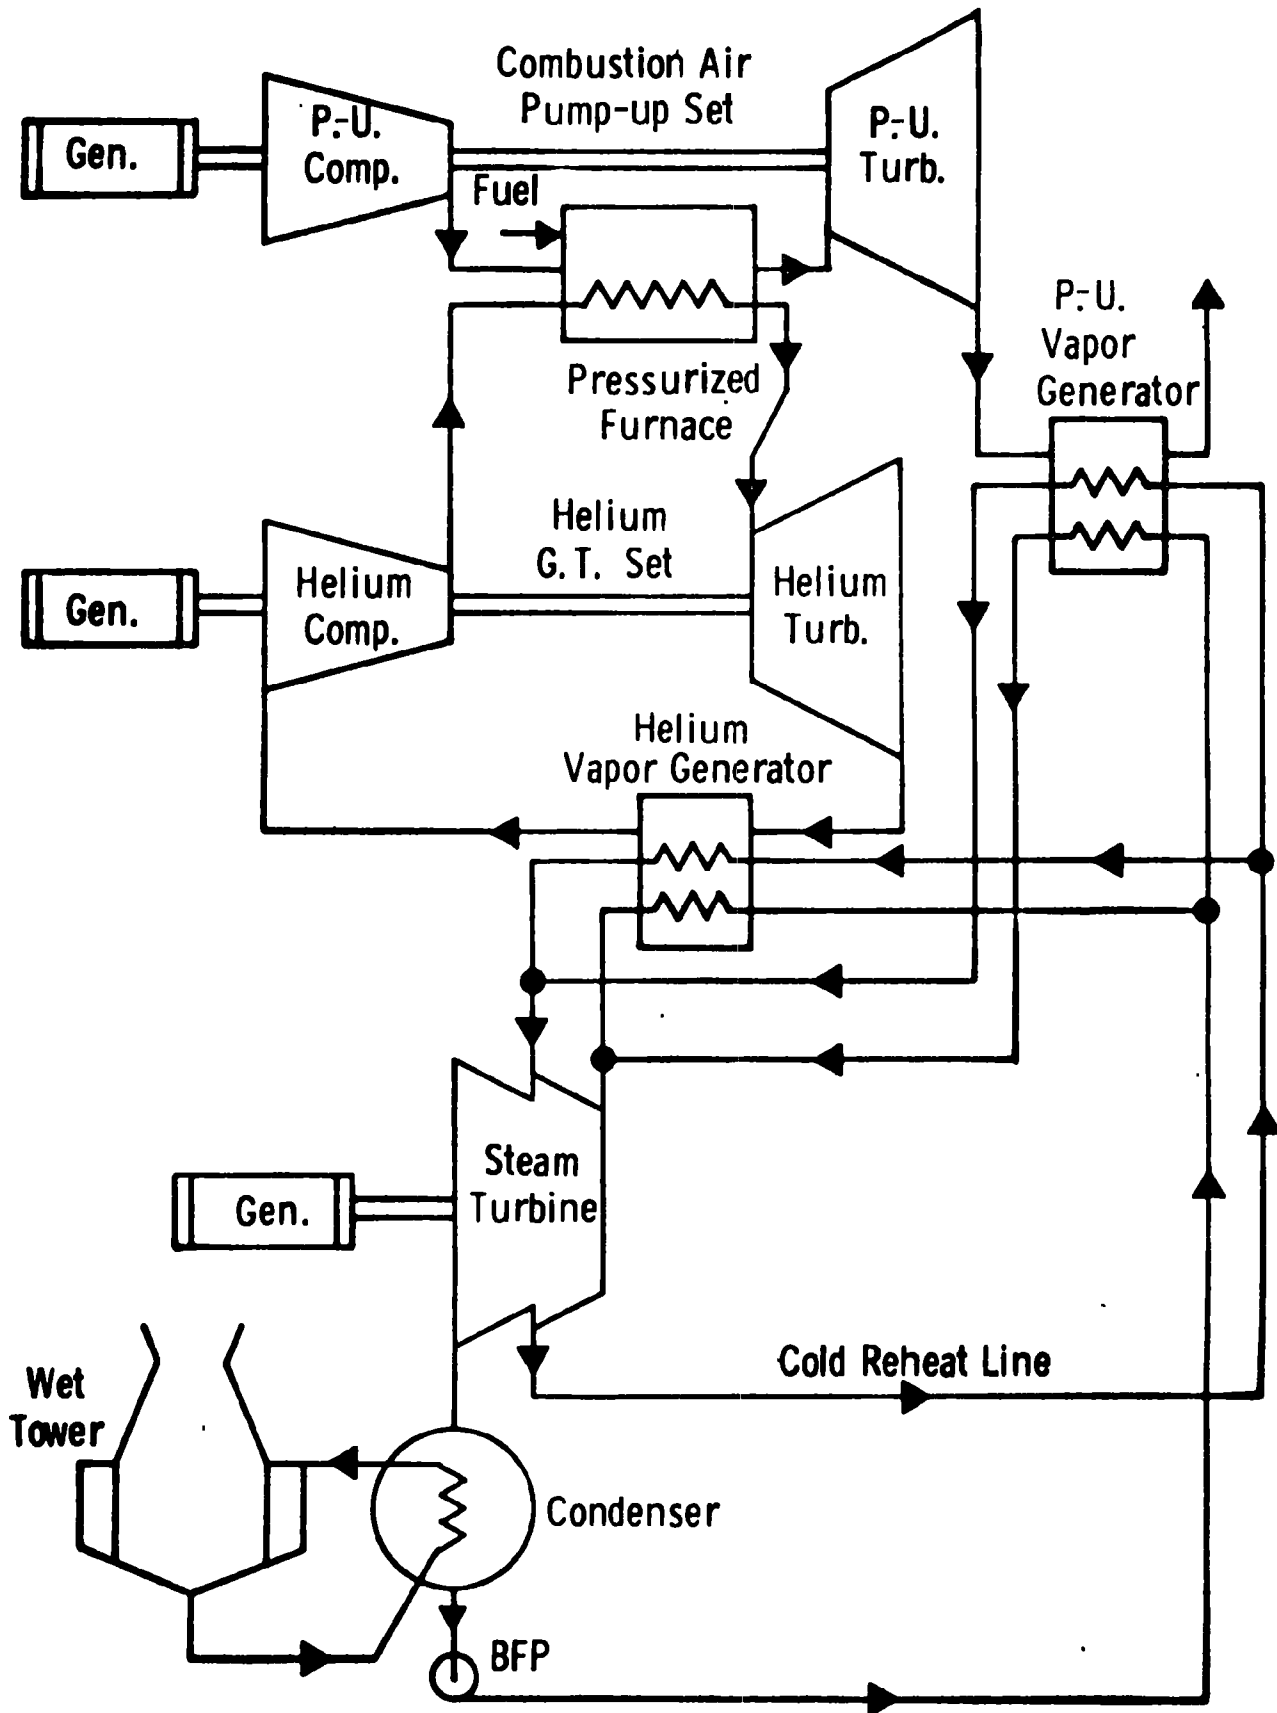 Combustion Air
Pump-up Set
Gen.
P.-U.
Comp.
P.-U.
Turb.
Fuel
P.-U.
Vapor
Generator
Pressurized
Furnace
Helium
G.T. Set
Gen.
Helium
Comp.
Helium
Turb.
Helium
Vapor Generator
Steam
Turbine
Gen.
Cold Reheat Line
Wet
Tower
Condenser
BFP